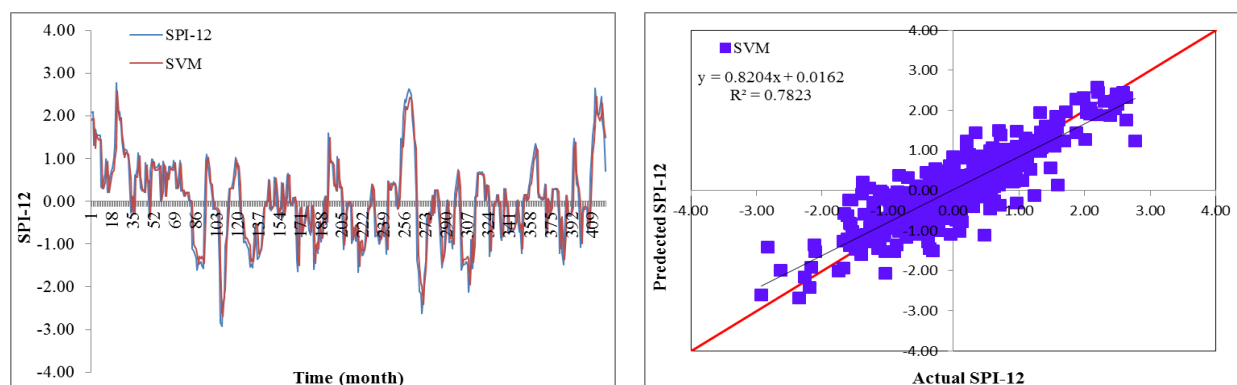 4.00
3.00
2.00
1.00
0.00
-1.00
-2.00
-3.00
-4.00
SPI-12
SPI-12
SVM
1 18 35 52 69 86 103 120 137 154 171 188 205 222 239 256 273 290 307 324 341 358 375 392 409
Time (month)
SVM
y = 0.8204x + 0.0162
R² = 0.7823
4.00
3.00
2.00
1.00
0.00
-1.00
-2.00
-3.00
-4.00
-4.00 -3.00 -2.00 -1.00 0.00 1.00 2.00 3.00 4.00
Predected SPI-12
Actual SPI-12